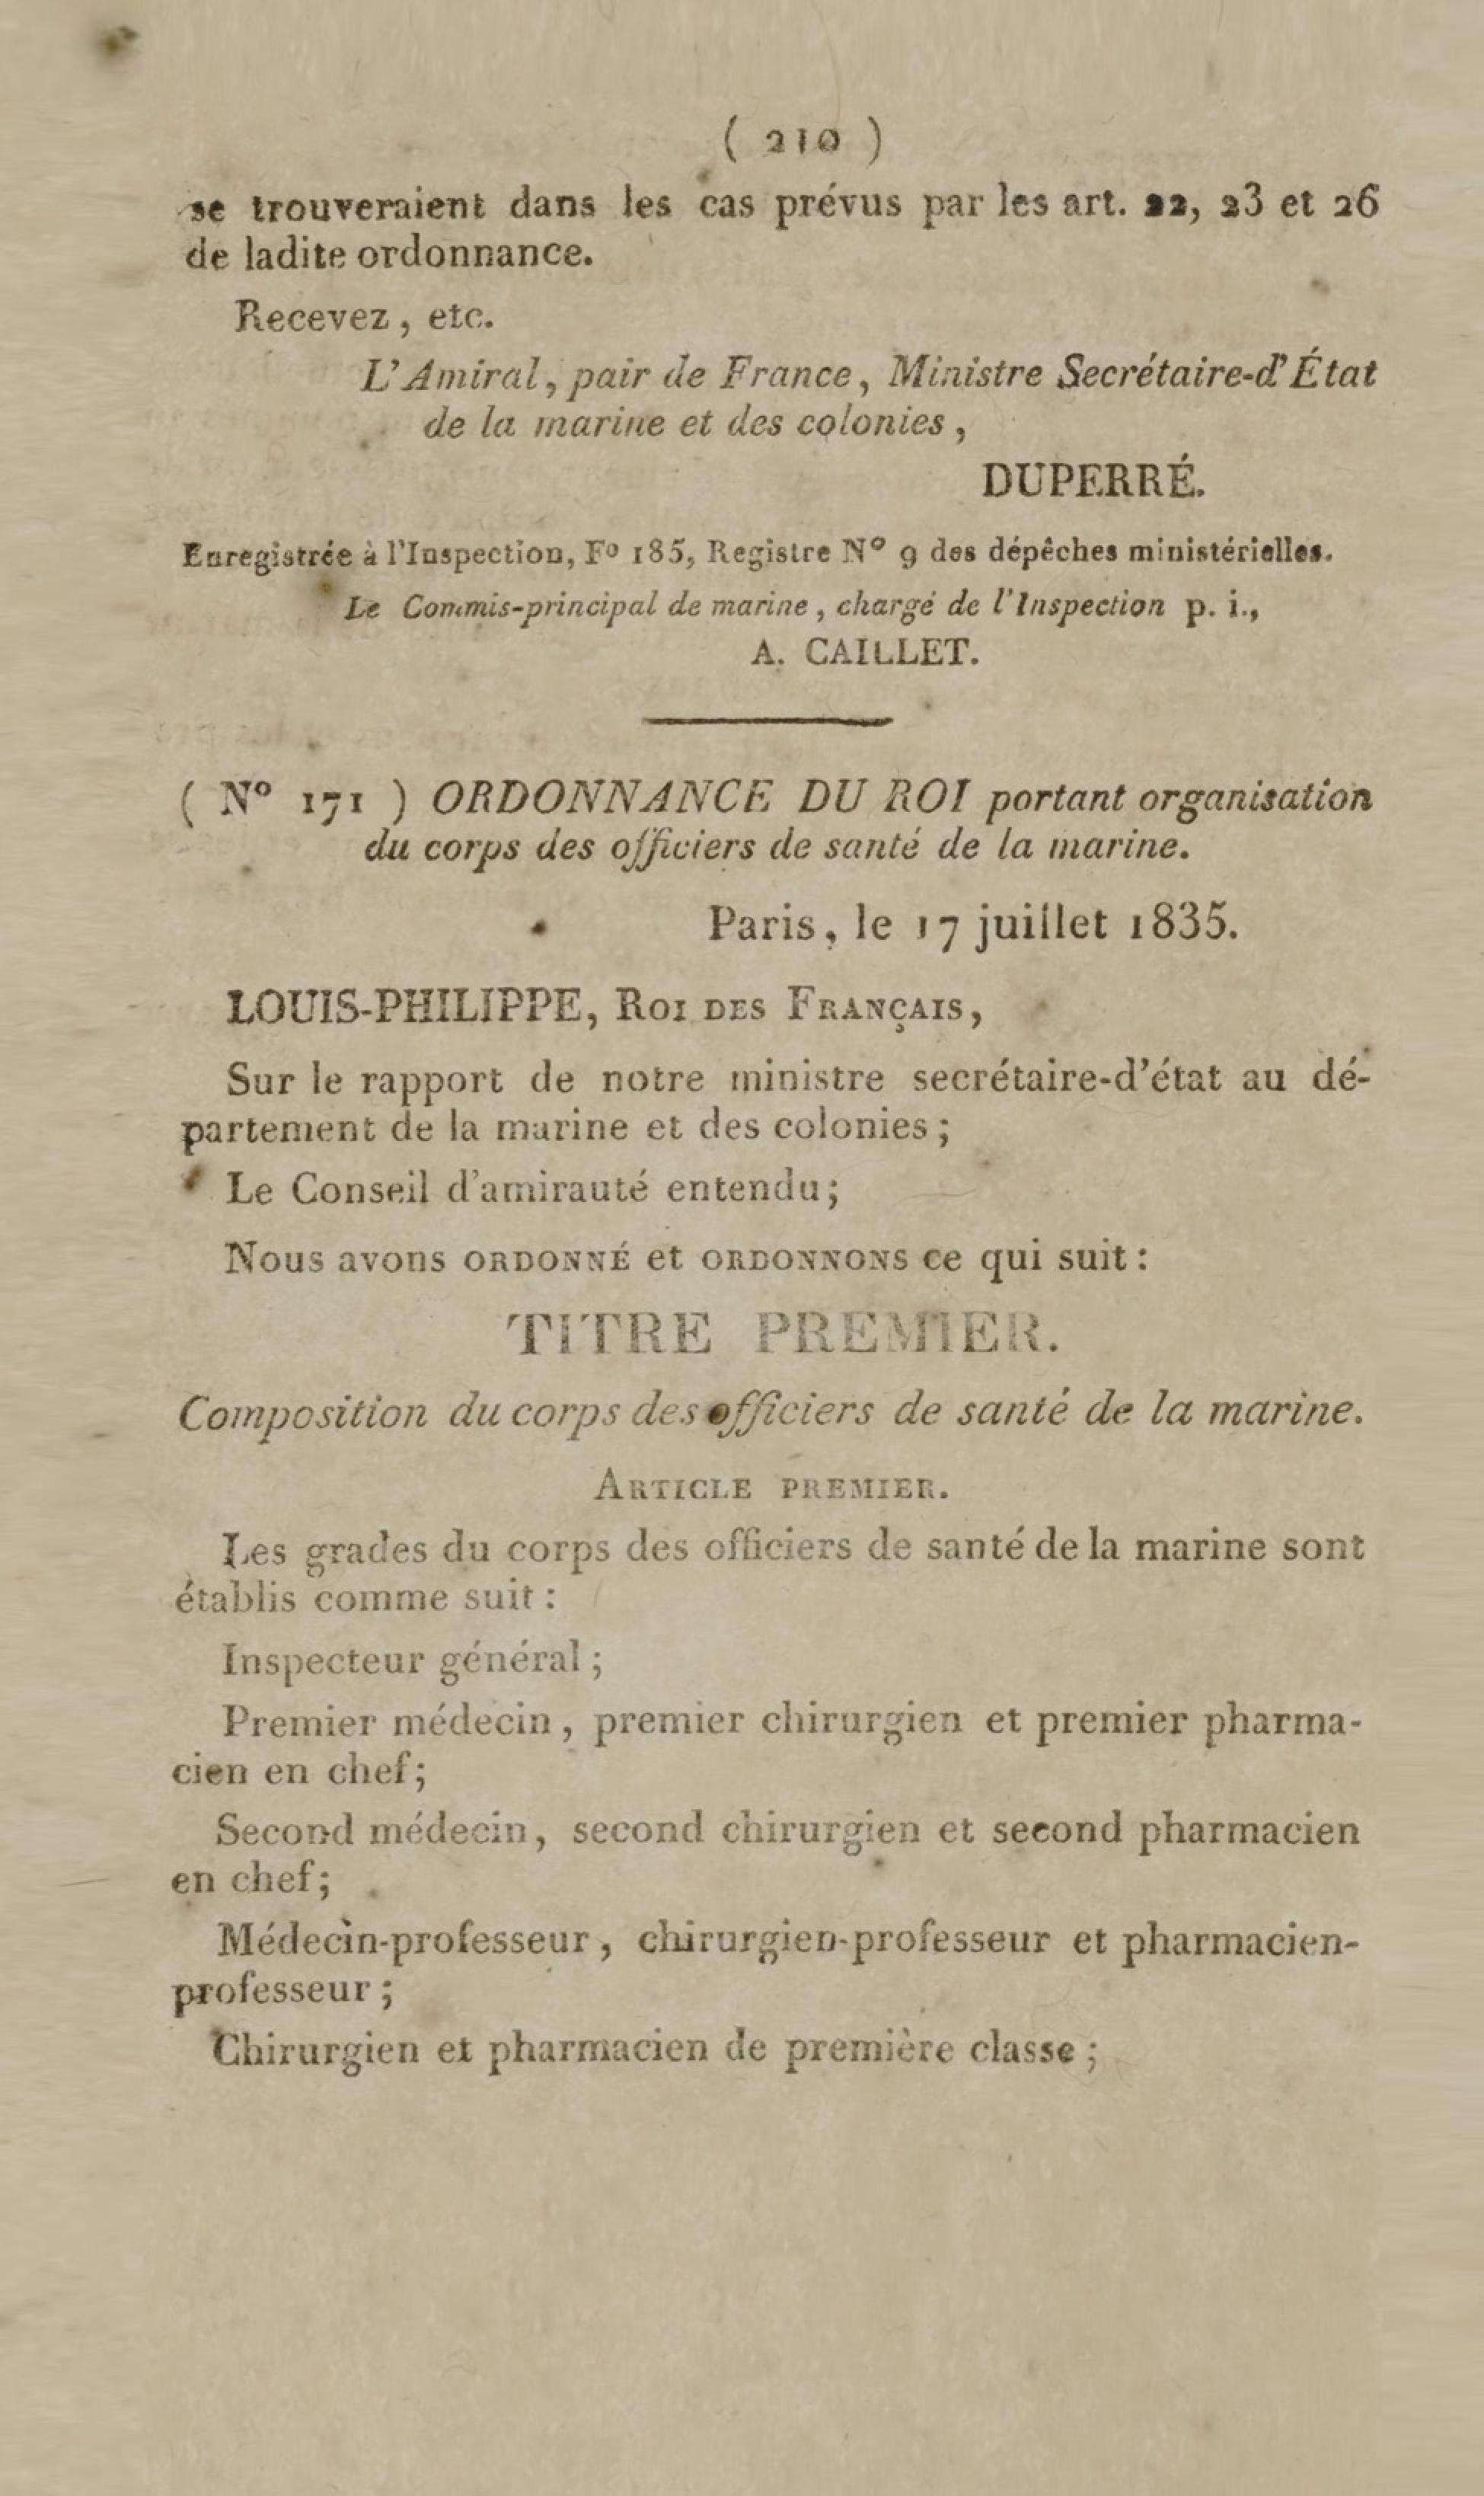 ( 210 )
se trouveraient dans les cas prévus par les art. 22, 23 et 26
de ladite ordonnance.
Recevez, etc.
L'Amiral, pair de France, Ministre Secrétaire-d'État
de la marine et des colonies,
DUPERRÉ.
Enregistrée à l'Inspection, Fº 185, Registre Nº 9 des dépêches ministérielles.
Le Commis-principal de marine, chargé de l'Inspection p. i.,
A. CAILLET.
( Nº 171 ) ORDONNANCE DU ROI portant organisation
du corps des officiers de santé de la marine.
Paris, le 17 juillet 1835.
LOUIS-PHILIPPE, ROI DES FRANÇAIS,
Sur le rapport de notre ministre secrétaire-d'état au dé-
partement de la marine et des colonies;
Le Conseil d'amirauté entendu;
Nous avons ORDONNÉ et ORDONNONS ce qui suit:
TITRE PREMIER.
Composition du corps des officiers de santé de la marine.
ARTICLE PREMIER.
Les grades du corps des officiers de santé de la marine sont
établis comme suit:
Inspecteur général;
Premier médecin, premier chirurgien et premier pharma-
cien en chef;
Second médecin, second chirurgien et second pharmacien
en chef;
Médecin-professeur, chirurgien-professeur et pharmacien-
professeur;
Chirurgien et pharmacien de première classe;